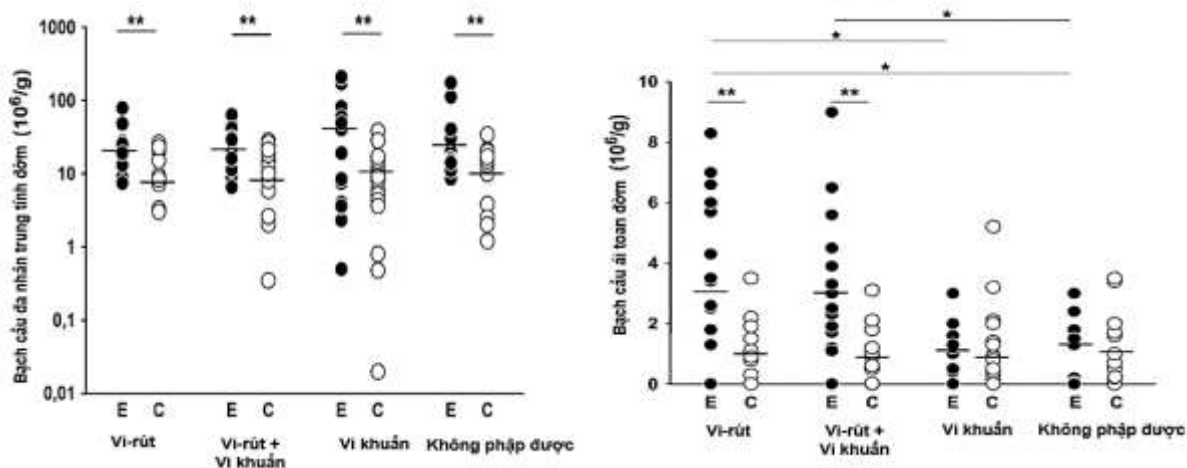 Bạch cầu đa nhân trung tính đờm (10⁶/g)
1000
100
10
1
0,1
0,01
** ** ** **
E C E C E C E C
Vi-rút
Vi-rút +
Vi khuẩn
Vi khuẩn
Không phập được
Bạch cầu ái toan đờm (10⁶/g)
10
8
6
4
2
0
*
*
*
** **
E C E C E C E C
Vi-rút
Vi-rút +
Vi khuẩn
Vi khuẩn
Không phập được